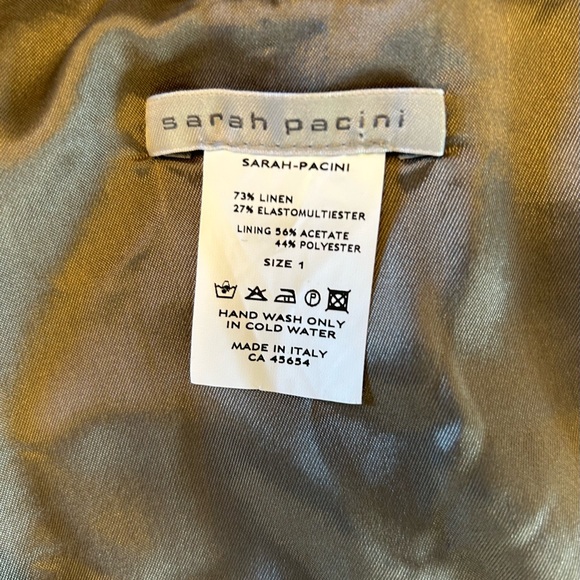 sarah pacini
SARAH-PACINI
73% LINEN
27% ELASTOMULTIESTER
LINING 56% ACETATE
44% POLYESTER
SIZE 1
P
HAND WASH ONLY
IN COLD WATER
MADE IN ITALY
CA 45654